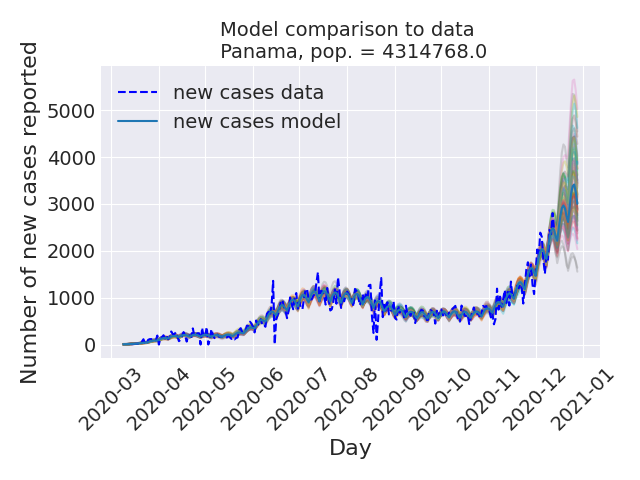 Model comparison to data
Panama, pop. = 4314768.0
Number of new cases reported
5000
4000
3000
2000
1000
0
new cases data
new cases model
2020-03
2020-04
2020-05
2020-06
2020-07
2020-08
2020-09
2020-10
2020-11
2020-12
2021-01
Day